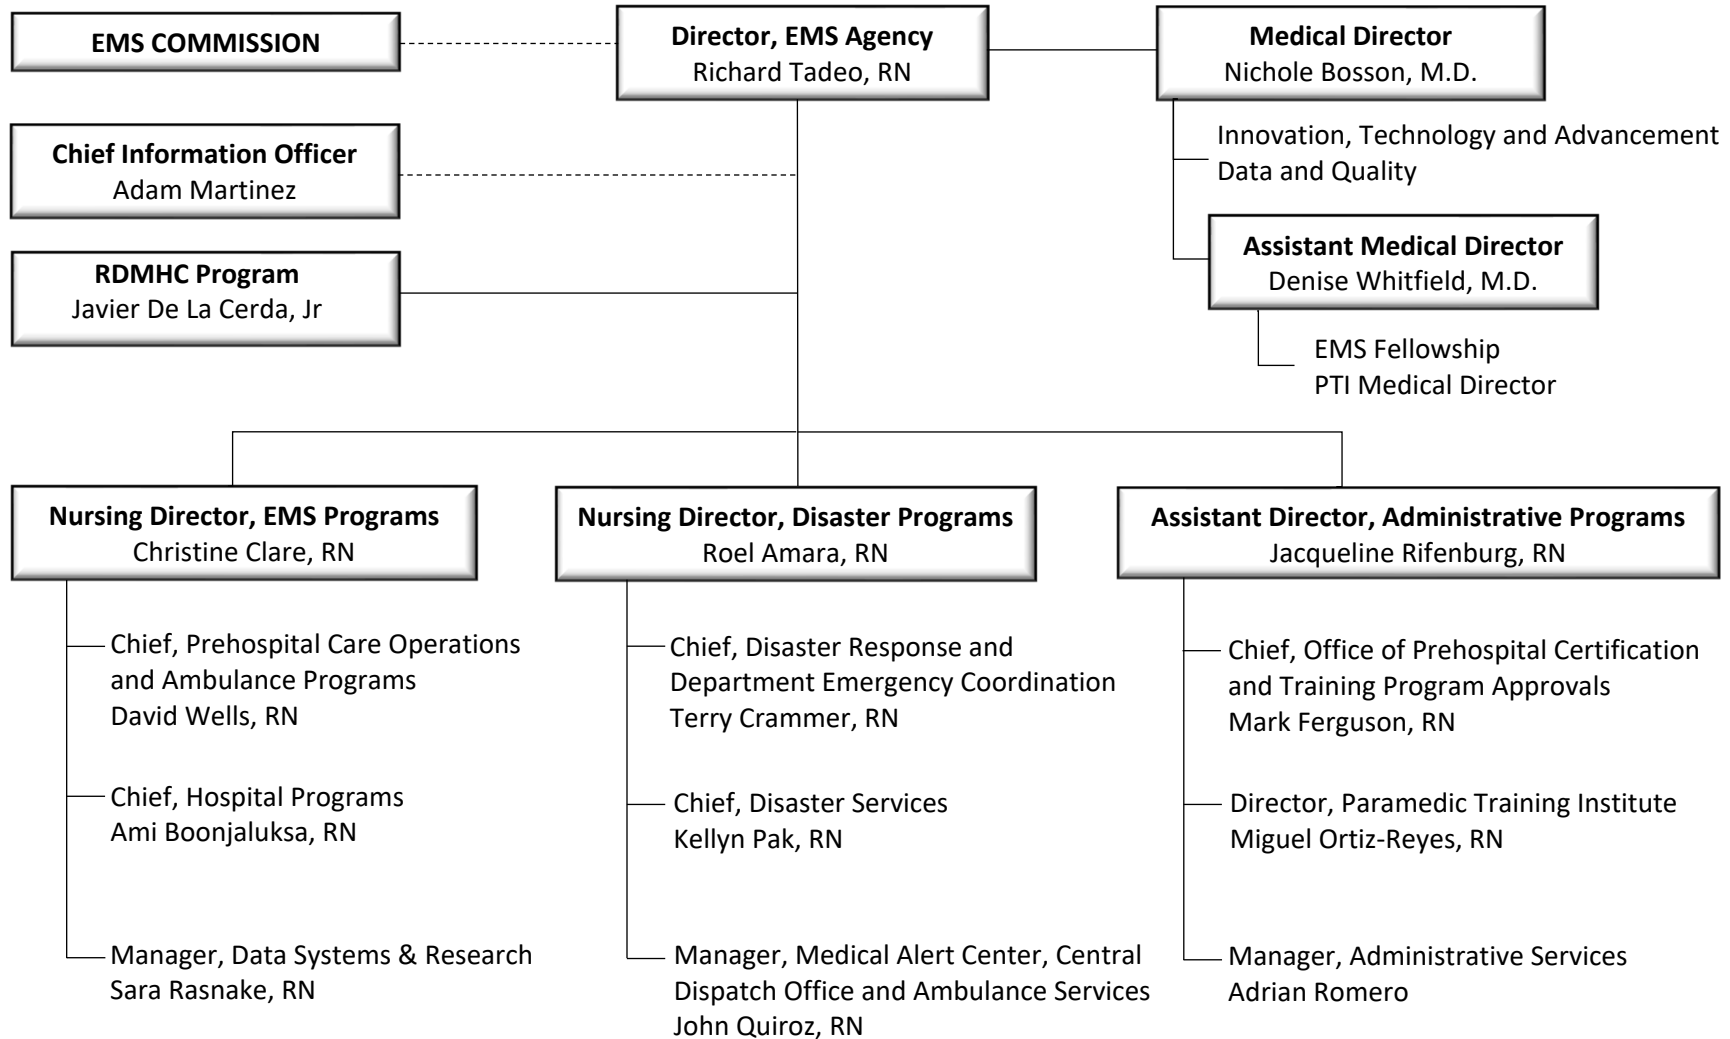 EMS COMMISSION
Director, EMS Agency
Richard Tadeo, RN
Medical Director
Nichole Bosson, M.D.
Innovation, Technology and Advancement
Data and Quality
Assistant Medical Director
Denise Whitfield, M.D.
EMS Fellowship
PTI Medical Director
Chief Information Officer
Adam Martinez
RDMHC Program
Javier De La Cerda, Jr
Nursing Director, EMS Programs
Christine Clare, RN
Chief, Prehospital Care Operations
and Ambulance Programs
David Wells, RN
Chief, Hospital Programs
Ami Boonjaluksa, RN
Manager, Data Systems & Research
Sara Rasnake, RN
Nursing Director, Disaster Programs
Roel Amara, RN
Chief, Disaster Response and
Department Emergency Coordination
Terry Crammer, RN
Chief, Disaster Services
Kellyn Pak, RN
Manager, Medical Alert Center, Central
Dispatch Office and Ambulance Services
John Quiroz, RN
Assistant Director, Administrative Programs
Jacqueline Rifenburg, RN
Chief, Office of Prehospital Certification
and Training Program Approvals
Mark Ferguson, RN
Director, Paramedic Training Institute
Miguel Ortiz-Reyes, RN
Manager, Administrative Services
Adrian Romero